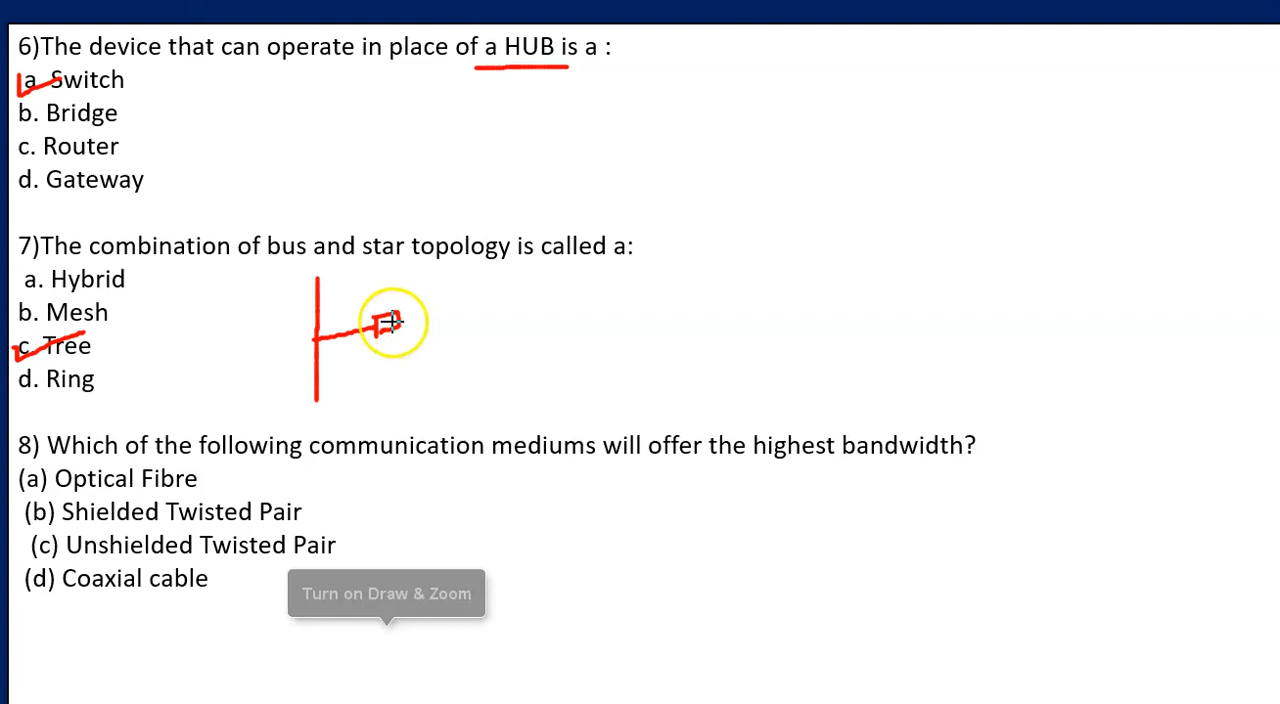 6)The device that can operate in place of a HUB is a :
a. Switch
b. Bridge
c. Router
d. Gateway
7)The combination of bus and star topology is called a:
a. Hybrid
b. Mesh
c. Tree
d. Ring
8) Which of the following communication mediums will offer the highest bandwidth?
(a) Optical Fibre
(b) Shielded Twisted Pair
(c) Unshielded Twisted Pair
(d) Coaxial cable
Turn on Draw & Zoom